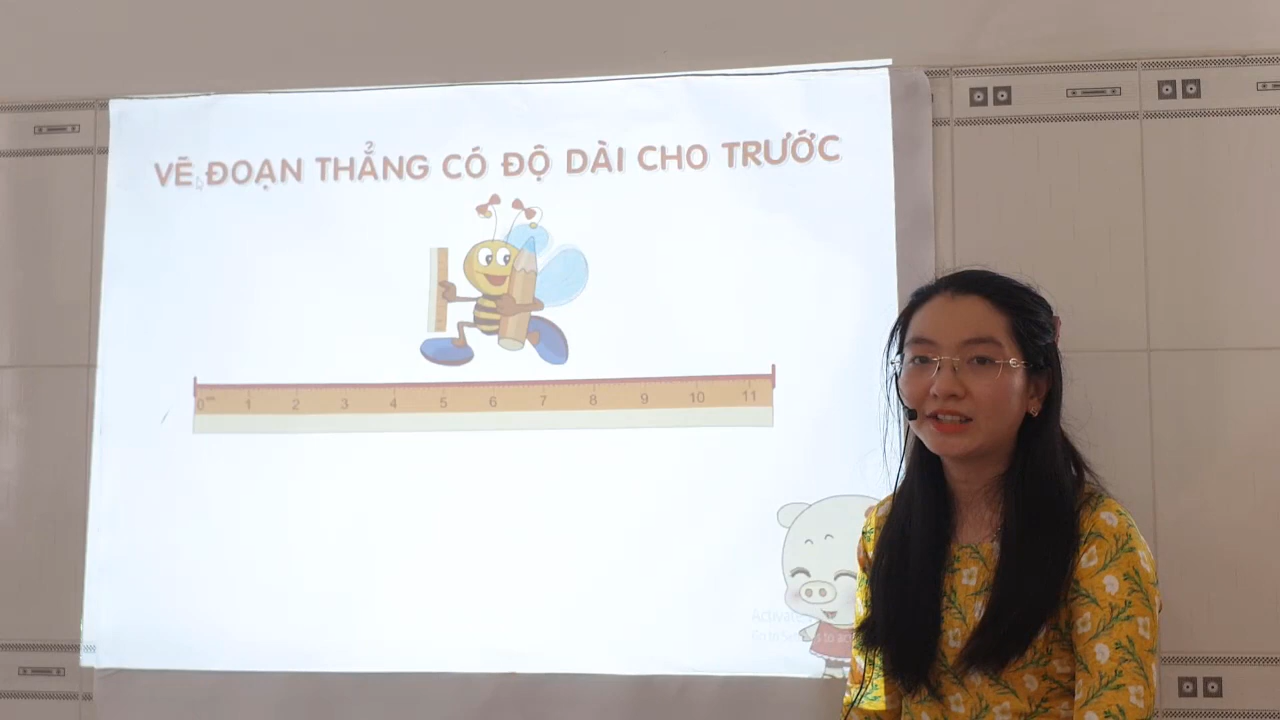 VẼ ĐOẠN THẲNG CÓ ĐỘ DÀI CHO TRƯỚC
0 1 2 3 4 5 6 7 8 9 10 11
Activate